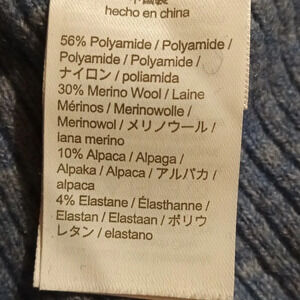 hecho en china
56% Polyamide / Polyamide /
Polyamide / Polyamide /
ナイロン / poliamida
30% Merino Wool / Laine
Mérinos / Merinowolle /
Merinowol / メリノウール /
lana merino
10% Alpaca / Alpaga /
Alpaka / Alpaca / アルパカ /
alpaca
4% Elastane / Élasthanne /
Elastan / Elastaan / ポリウ
レタン / elastano